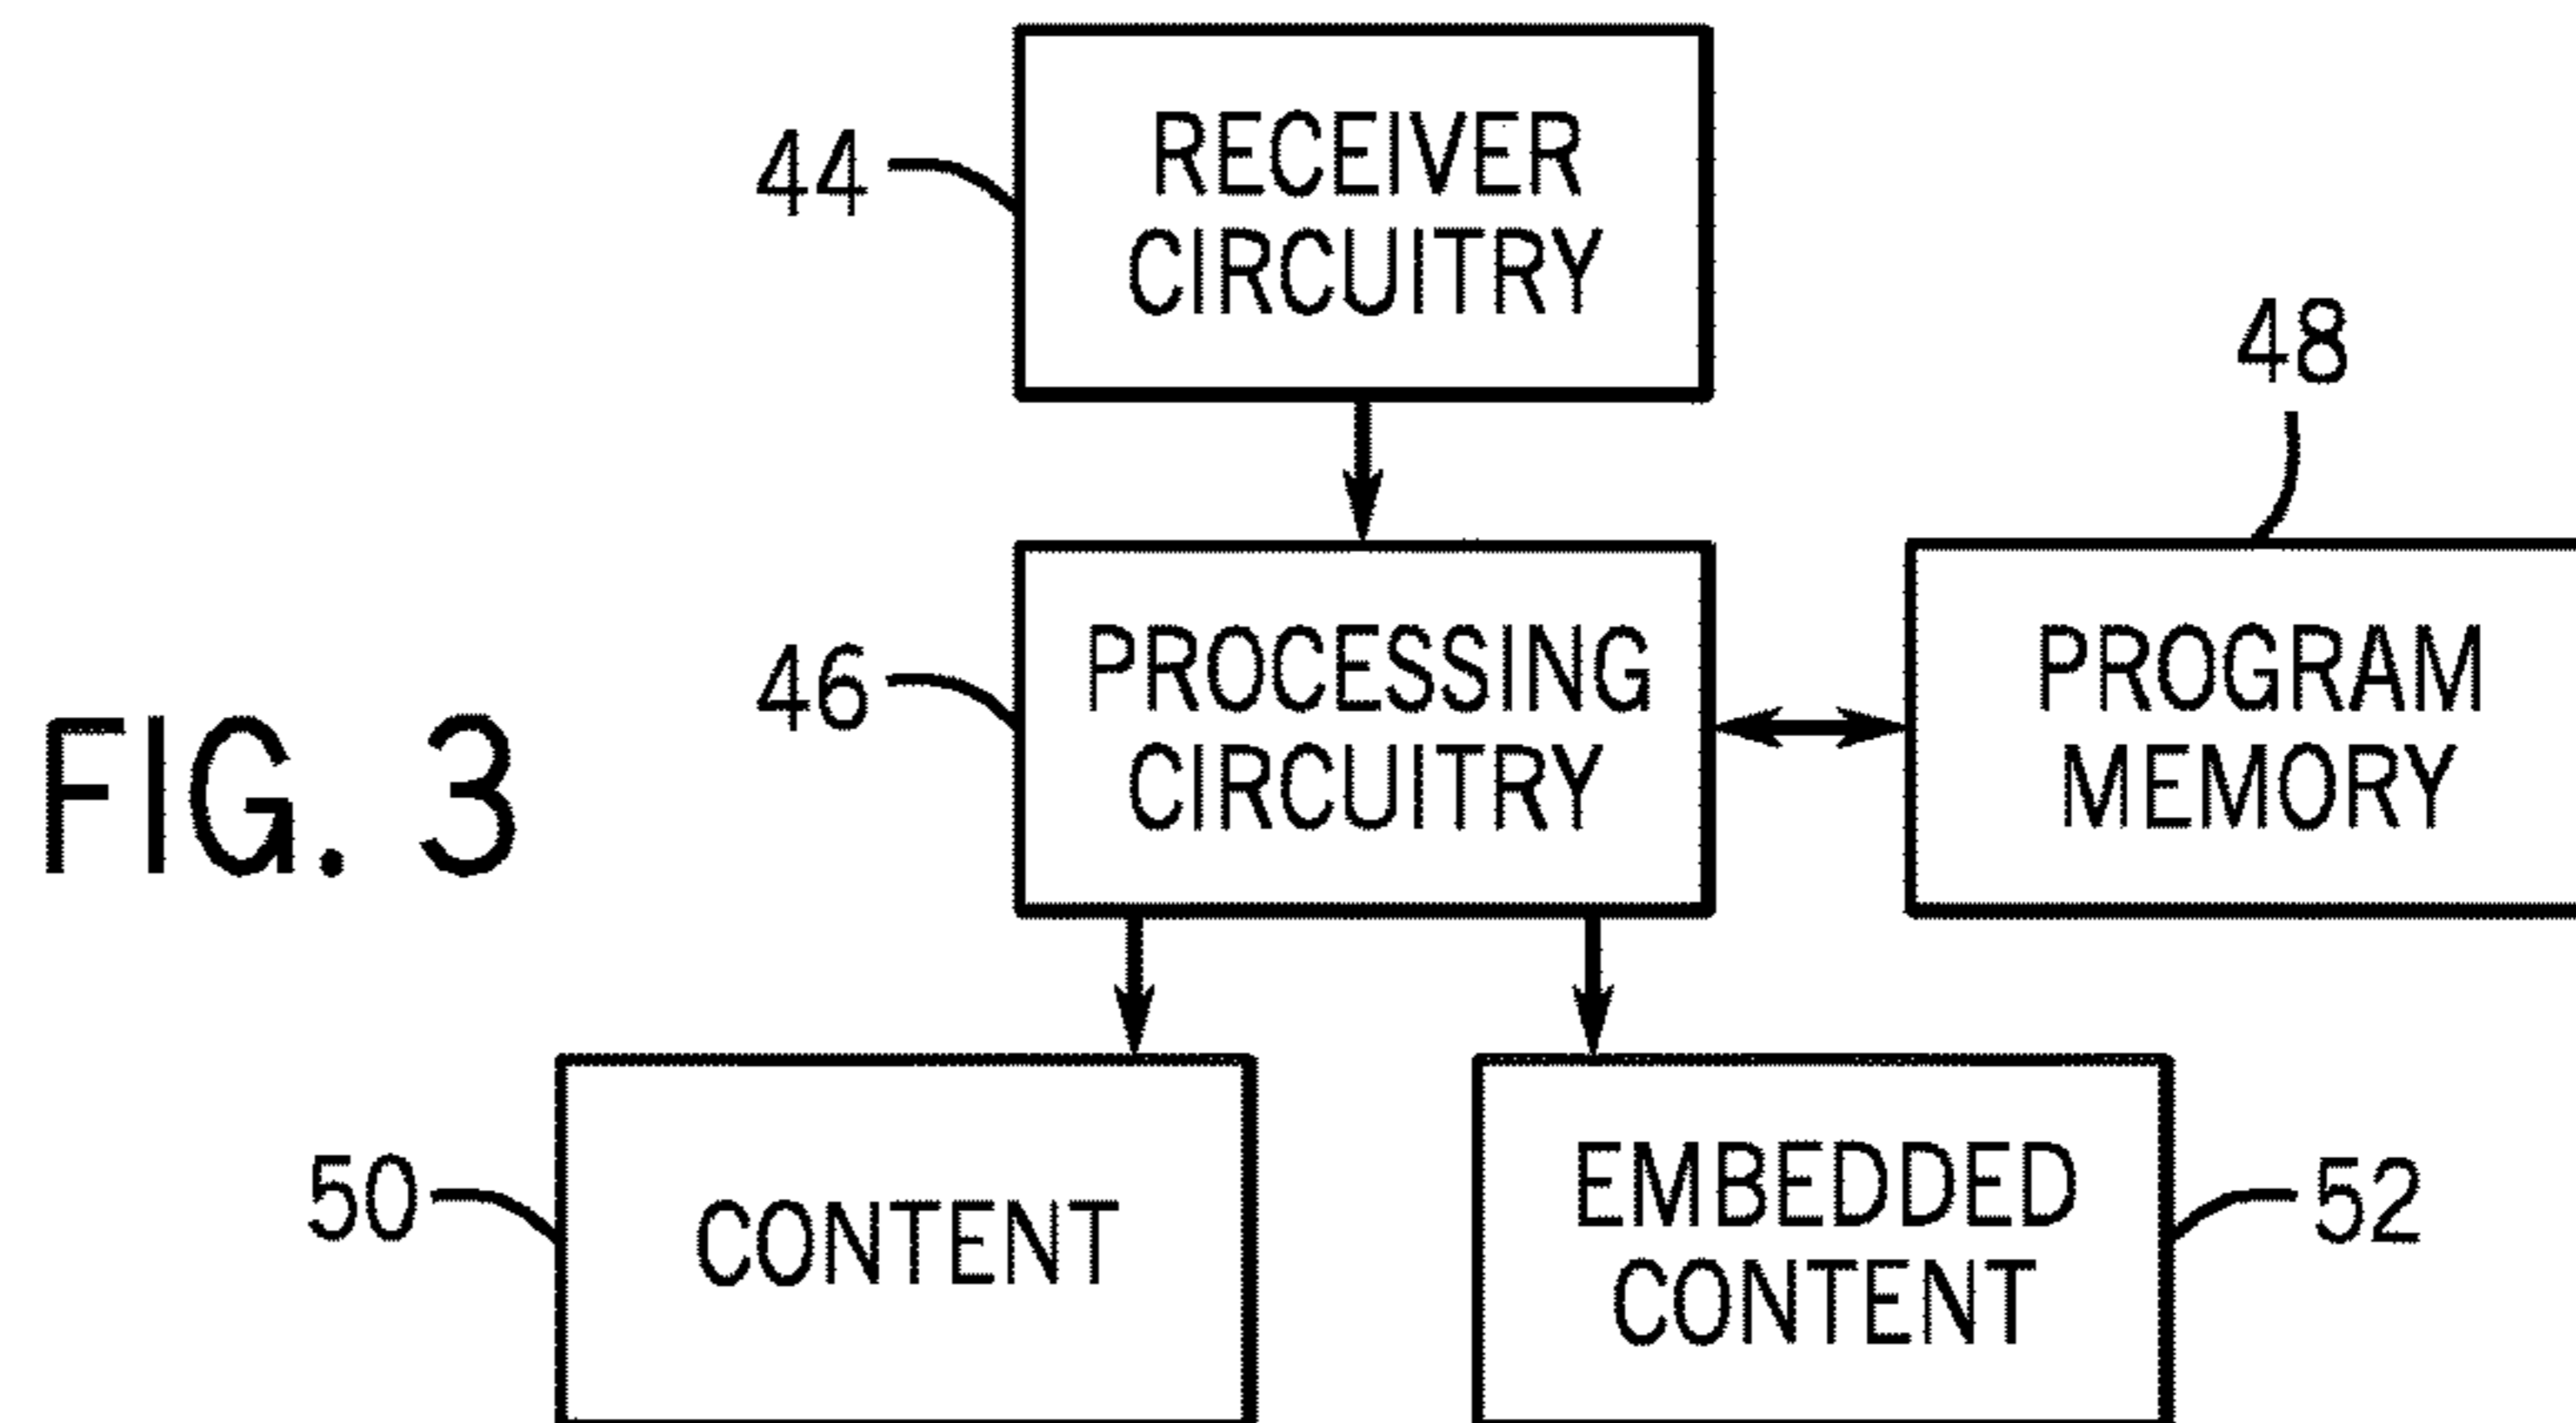 44
RECEIVER
CIRCUITRY
48
FIG. 3
46
PROCESSING
CIRCUITRY
PROGRAM
MEMORY
50
CONTENT
EMBEDDED
CONTENT
52